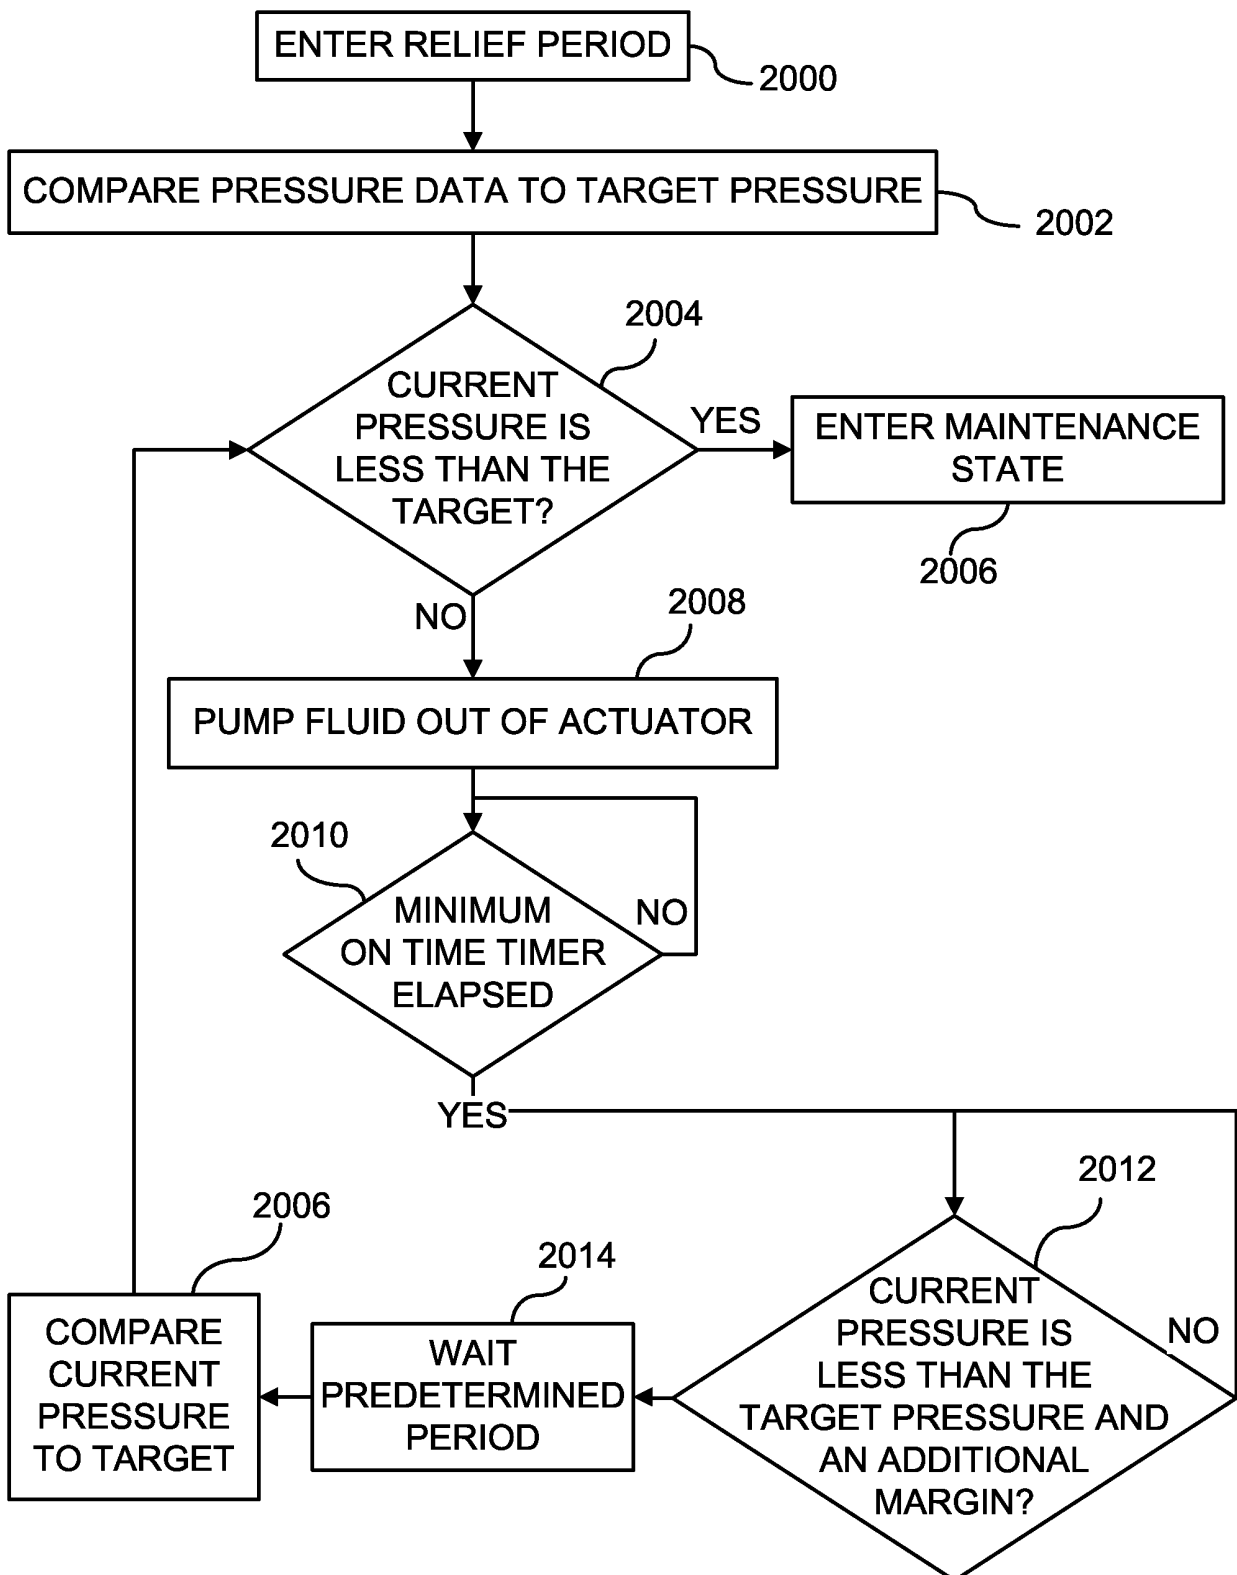 ENTER RELIEF PERIOD
2000
COMPARE PRESSURE DATA TO TARGET PRESSURE
2002
2004
CURRENT
PRESSURE IS
LESS THAN THE
TARGET?
YES
ENTER MAINTENANCE
STATE
2006
NO
2008
PUMP FLUID OUT OF ACTUATOR
2010
MINIMUM
ON TIME TIMER
ELAPSED
NO
YES
2012
CURRENT
PRESSURE IS
LESS THAN THE
TARGET PRESSURE AND
AN ADDITIONAL
MARGIN?
NO
2014
WAIT
PREDETERMINED
PERIOD
2006
COMPARE
CURRENT
PRESSURE
TO TARGET